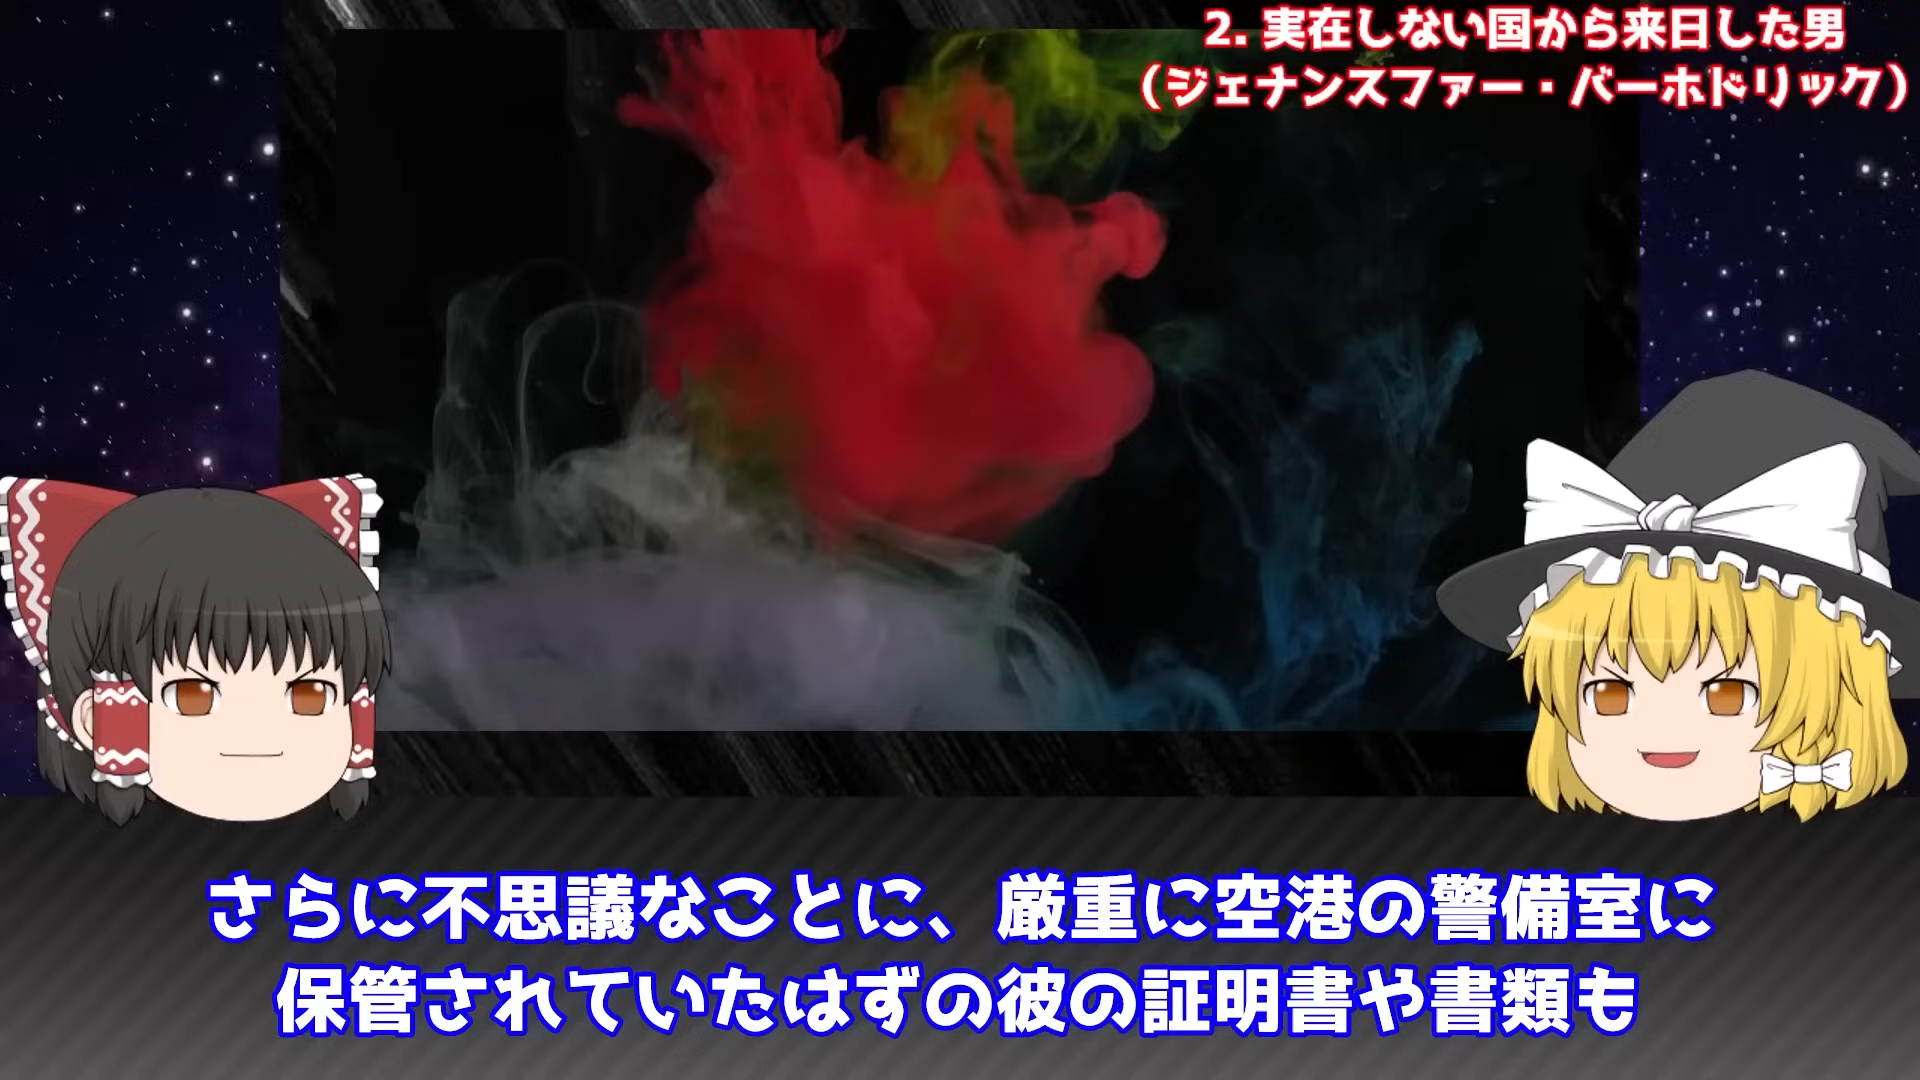 2. 実在しない国から来日した男
（ジェナンスファー・バーホドリック）
さらに不思議なことに、厳重に空港の警備室に
保管されていたはずの彼の証明書や書類も